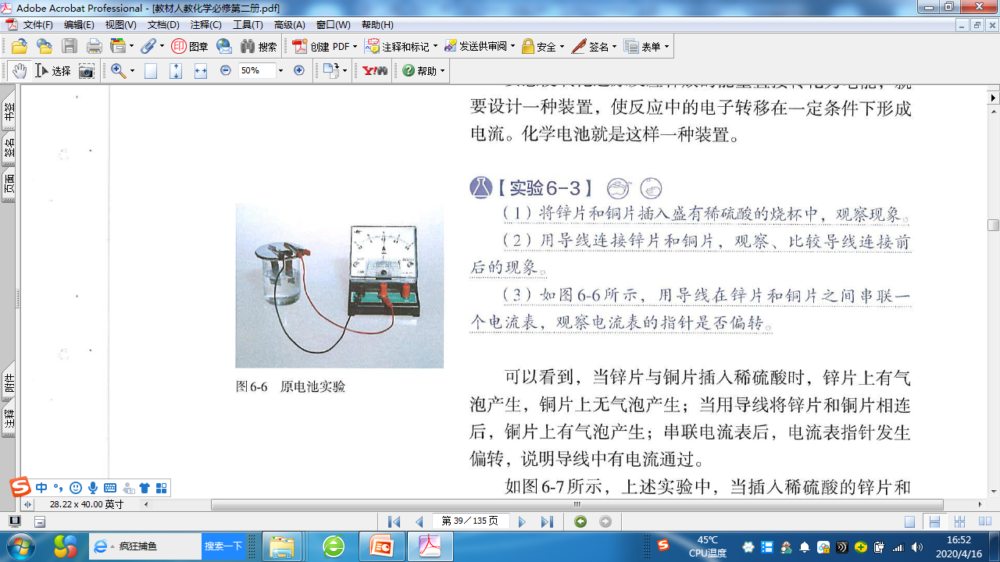 Adobe Acrobat Professional - [教材人教化学必修第二册.pdf]
文件(F) 编辑(E) 视图(V) 文档(D) 注释(C) 工具(T) 高级(A) 窗口(W) 帮助(H)
印 图章 搜索 创建 PDF 注释和标记 发送供审阅 安全 签名 表单
选择 50% Y! 帮助
书签
签名
页面
附件
注释
要设计一种装置，使反应中的电子转移在一定条件下形成
电流。化学电池就是这样一种装置。
【实验6-3】
（1）将锌片和铜片插入盛有稀硫酸的烧杯中，观察现象。
（2）用导线连接锌片和铜片，观察、比较导线连接前
后的现象。
（3）如图6-6所示，用导线在锌片和铜片之间串联一
个电流表，观察电流表的指针是否偏转。
A
图6-6 原电池实验
可以看到，当锌片与铜片插入稀硫酸时，锌片上有气
泡产生，铜片上无气泡产生；当用导线将锌片和铜片相连
后，铜片上有气泡产生；串联电流表后，电流表指针发生
偏转，说明导线中有电流通过。
如图6-7所示，上述实验中，当插入稀硫酸的锌片和
S 中
28.22 x 40.00 英寸
第 39／135 页
疯狂捕鱼 搜索一下
45℃
CPU温度
16:52
2020/4/16